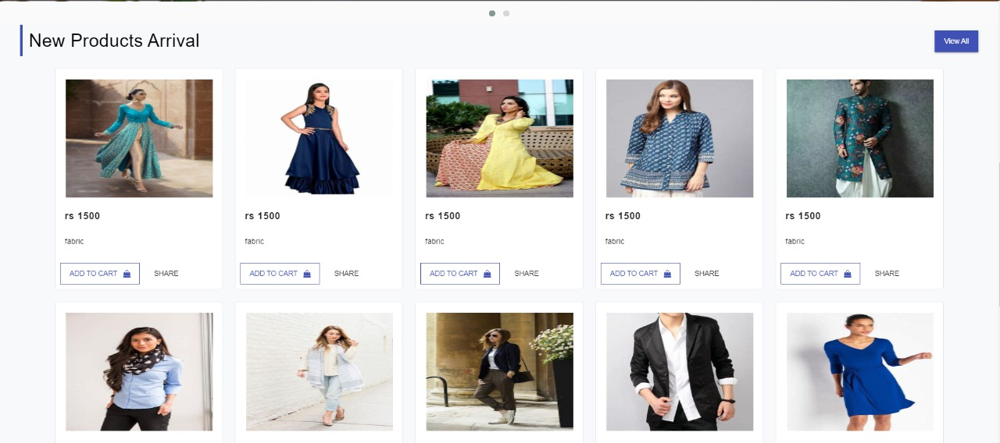 New Products Arrival
View All
rs 1500 rs 1500 rs 1500 rs 1500 rs 1500
fabric fabric fabric fabric fabric
ADD TO CART SHARE ADD TO CART SHARE ADD TO CART SHARE ADD TO CART SHARE ADD TO CART SHARE